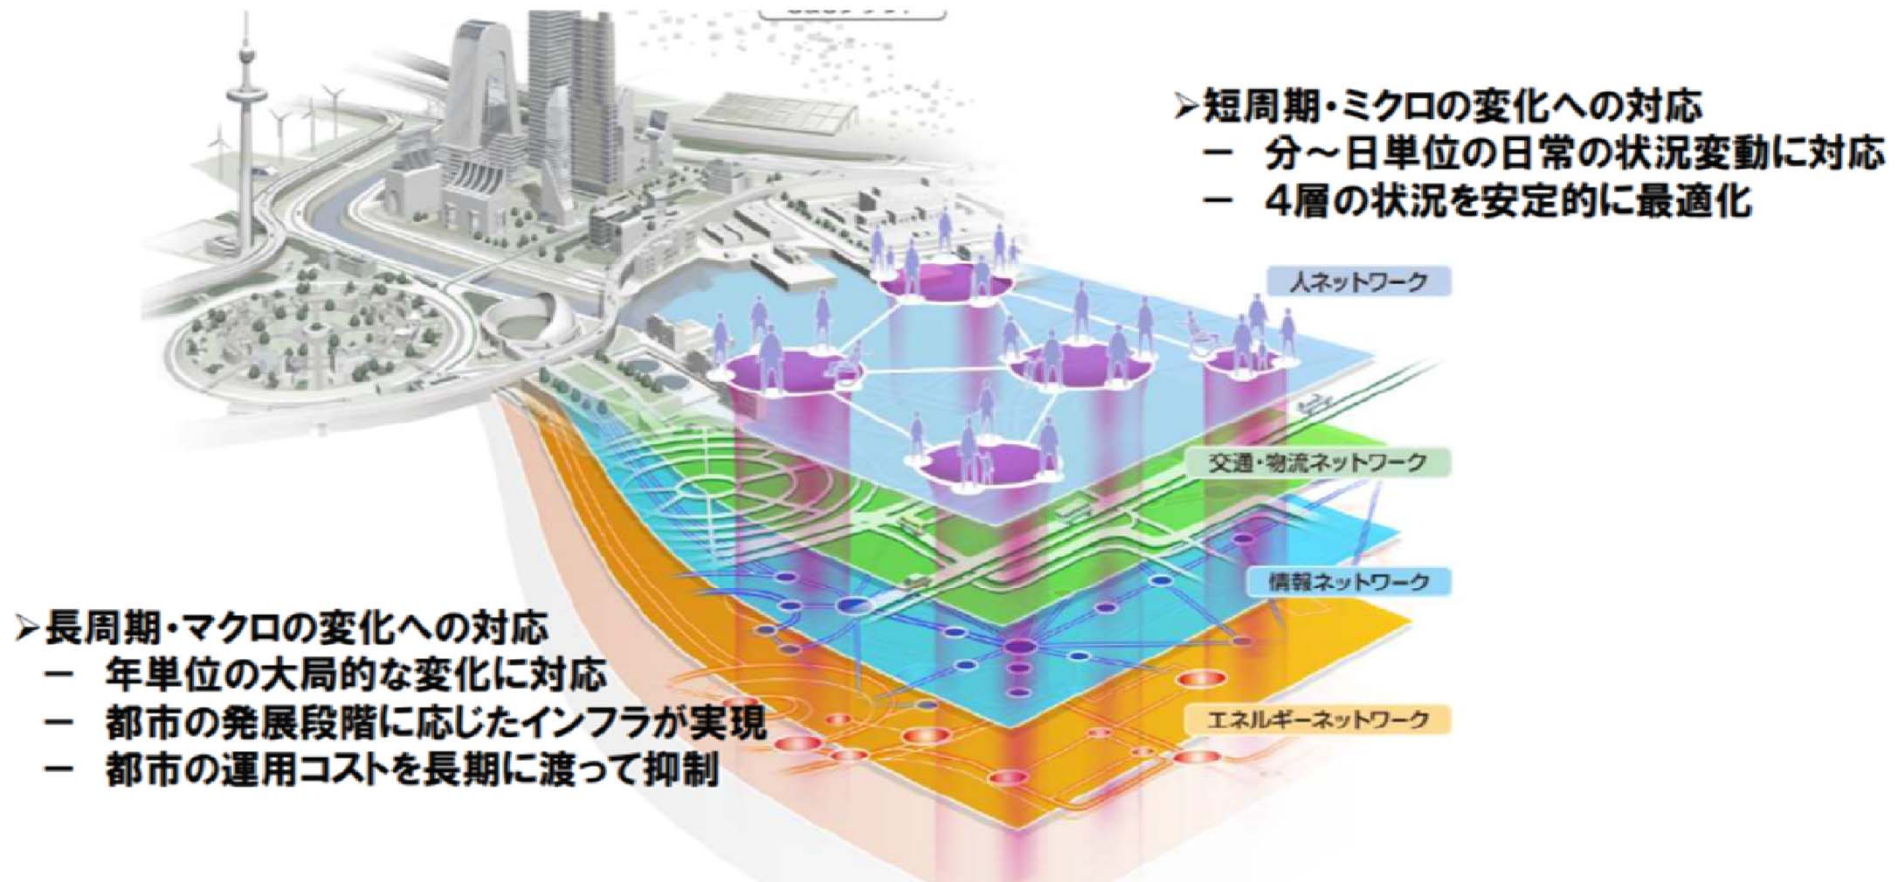 ➢短周期・ミクロの変化への対応
－ 分～日単位の日常の状況変動に対応
－ 4層の状況を安定的に最適化
人ネットワーク
交通・物流ネットワーク
情報ネットワーク
エネルギーネットワーク
➢長周期・マクロの変化への対応
－ 年単位の大局的な変化に対応
－ 都市の発展段階に応じたインフラが実現
－ 都市の運用コストを長期に渡って抑制